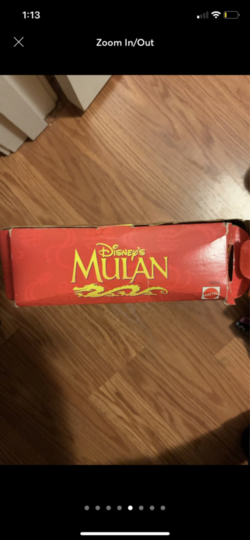 1:13
Zoom In/Out
DISNEY'S
MULAN